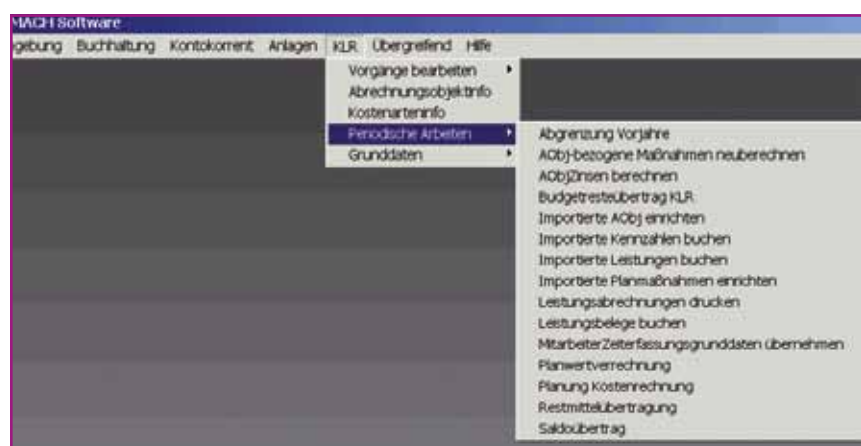 MACH Software
gebung Buchhaltung Kontokorrent Anlagen KLR Übergreifend Hilfe
Vorgänge bearbeiten
Abrechnungsobjektinfo
Kostenarteninfo
Periodische Arbeiten
Grunddaten
Abgrenzung Vorjahre
AObj-bezogene Maßnahmen neuberechnen
AObjZinsen berechnen
Budgetresteübertrag KLR
Importierte AObj einrichten
Importierte Kennzahlen buchen
Importierte Leistungen buchen
Importierte Planmaßnahmen einrichten
Leistungsabrechnungen drucken
Leistungsbelege buchen
MitarbeiterZeiterfassungsgrunddaten übernehmen
Planwertverrechnung
Planung Kostenrechnung
Restmittelübertragung
Saldoübertrag